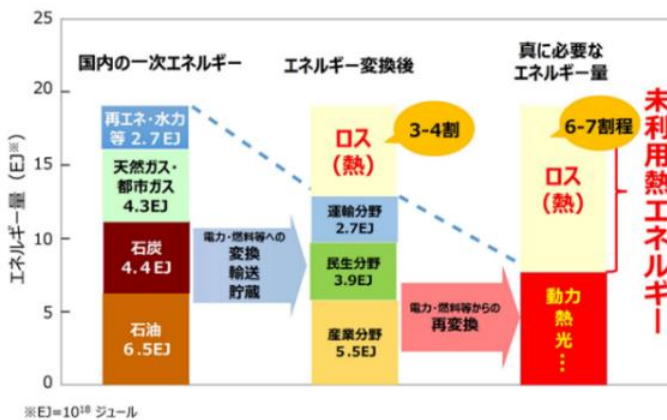 25
20
15
10
5
0
エネルギー量（EJ※）
国内の一次エネルギー
再エネ・水力
等 2.7EJ
天然ガス・
都市ガス
4.3EJ
石炭
4.4EJ
石油
6.5EJ
電力・燃料等への
変換
輸送
貯蔵
エネルギー変換後
ロス
（熱）
3-4割
運輸分野
2.7EJ
民生分野
3.9EJ
産業分野
5.5EJ
電力・燃料等からの
再変換
真に必要な
エネルギー量
6-7割程
ロス
（熱）
動力
熱
光…
未利用熱エネルギー
※EJ=10¹⁸ ジュール